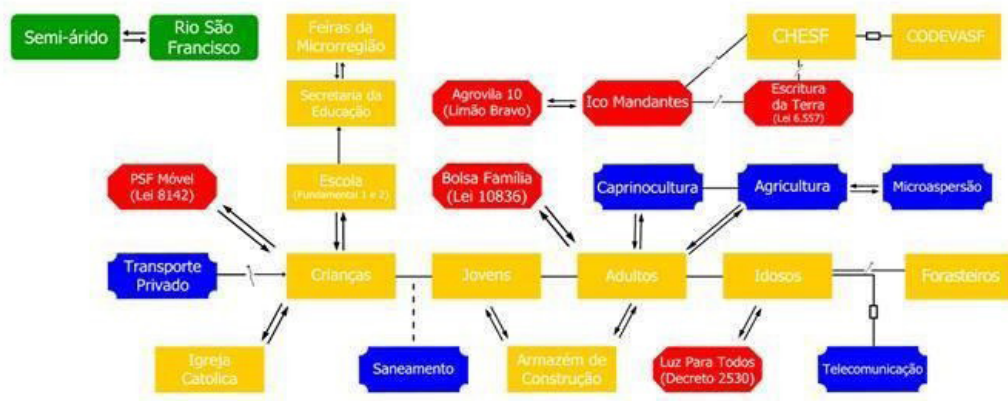 Semi-árido
Rio São
Francisco
Feiras da
Microrregião
CHESF
CODEVASF
Secretaria da
Educação
Agrovila 10
(Limão Bravo)
Ico Mandantes
Escritura
da Terra
(Lei 6.557)
PSF Móvel
(Lei 8142)
Escola
(Fundamental 1 e 2)
Bolsa Família
(Lei 10836)
Caprinocultura
Agricultura
Microaspersão
Transporte
Privado
Crianças
Jovens
Adultos
Idosos
Forasteiros
Igreja
Catolica
Saneamento
Armazém de
Construção
Luz Para Todos
(Decreto 2530)
Telecomunicação